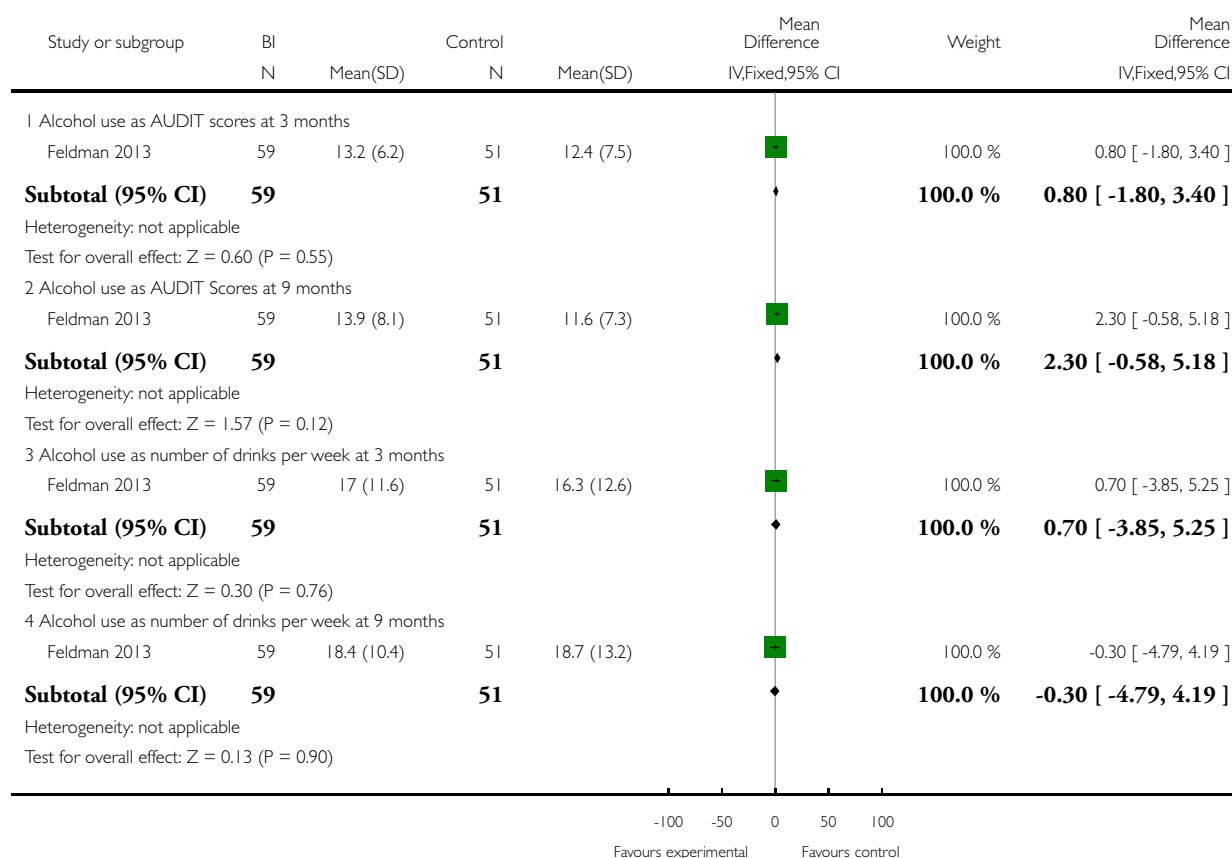 Study or subgroup BI Control Mean Difference Weight Mean Difference
N Mean(SD) N Mean(SD) IV,Fixed,95% CI IV,Fixed,95% CI
1 Alcohol use as AUDIT scores at 3 months
Feldman 2013 59 13.2 (6.2) 51 12.4 (7.5) 100.0 % 0.80 [ -1.80, 3.40 ]
Subtotal (95% CI) 59 51 100.0 % 0.80 [ -1.80, 3.40 ]
Heterogeneity: not applicable
Test for overall effect: Z = 0.60 (P = 0.55)
2 Alcohol use as AUDIT Scores at 9 months
Feldman 2013 59 13.9 (8.1) 51 11.6 (7.3) 100.0 % 2.30 [ -0.58, 5.18 ]
Subtotal (95% CI) 59 51 100.0 % 2.30 [ -0.58, 5.18 ]
Heterogeneity: not applicable
Test for overall effect: Z = 1.57 (P = 0.12)
3 Alcohol use as number of drinks per week at 3 months
Feldman 2013 59 17 (11.6) 51 16.3 (12.6) 100.0 % 0.70 [ -3.85, 5.25 ]
Subtotal (95% CI) 59 51 100.0 % 0.70 [ -3.85, 5.25 ]
Heterogeneity: not applicable
Test for overall effect: Z = 0.30 (P = 0.76)
4 Alcohol use as number of drinks per week at 9 months
Feldman 2013 59 18.4 (10.4) 51 18.7 (13.2) 100.0 % -0.30 [ -4.79, 4.19 ]
Subtotal (95% CI) 59 51 100.0 % -0.30 [ -4.79, 4.19 ]
Heterogeneity: not applicable
Test for overall effect: Z = 0.13 (P = 0.90)
-100 -50 0 50 100
Favours experimental Favours control